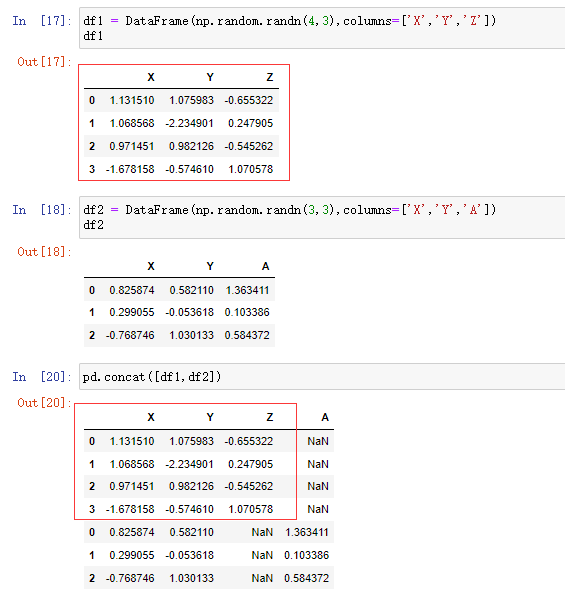 In [17]: df1 = DataFrame(np.random.randn(4,3),columns=['X','Y','Z'])
df1
Out[17]:
X Y Z
0 1.131510 1.075983 -0.655322
1 1.068568 -2.234901 0.247905
2 0.971451 0.982126 -0.545262
3 -1.678158 -0.574610 1.070578
In [18]: df2 = DataFrame(np.random.randn(3,3),columns=['X','Y','A'])
df2
Out[18]:
X Y A
0 0.825874 0.582110 1.363411
1 0.299055 -0.053618 0.103386
2 -0.768746 1.030133 0.584372
In [20]: pd.concat([df1,df2])
Out[20]:
X Y Z A
0 1.131510 1.075983 -0.655322 NaN
1 1.068568 -2.234901 0.247905 NaN
2 0.971451 0.982126 -0.545262 NaN
3 -1.678158 -0.574610 1.070578 NaN
0 0.825874 0.582110 NaN 1.363411
1 0.299055 -0.053618 NaN 0.103386
2 -0.768746 1.030133 NaN 0.584372